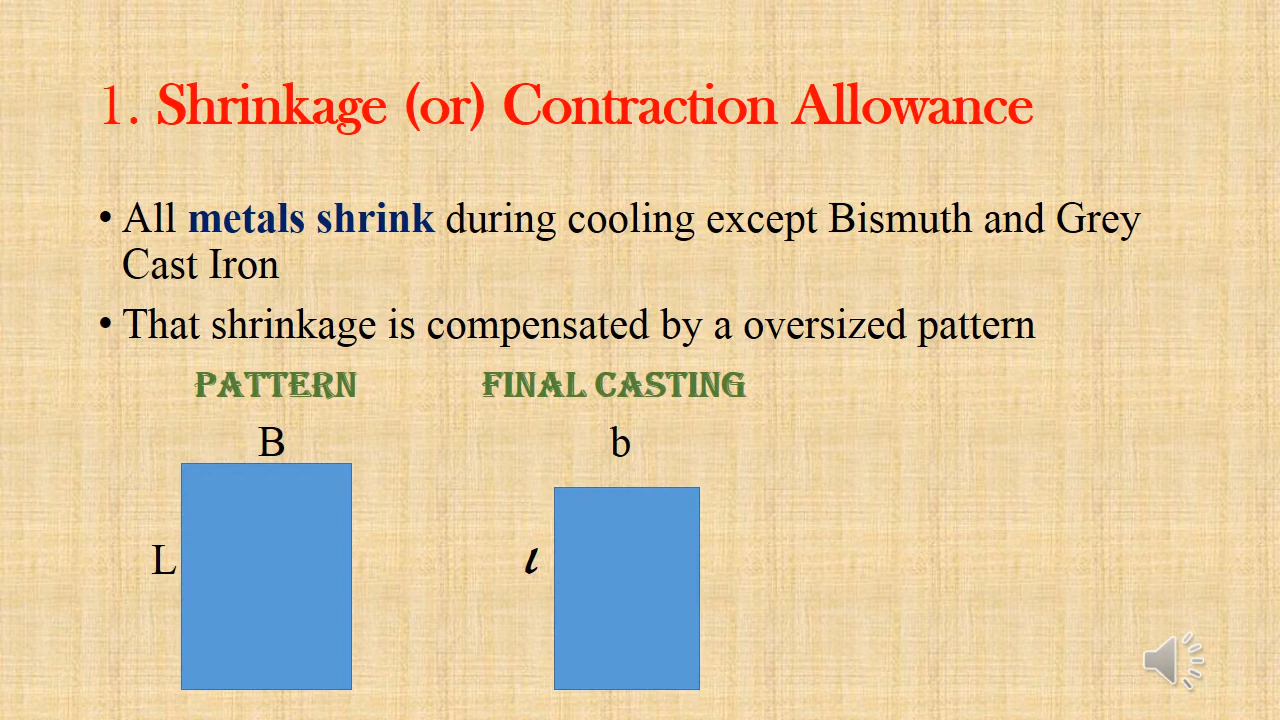 1. Shrinkage (or) Contraction Allowance
• All metals shrink during cooling except Bismuth and Grey
Cast Iron
• That shrinkage is compensated by a oversized pattern
PATTERN FINAL CASTING
B b
L l